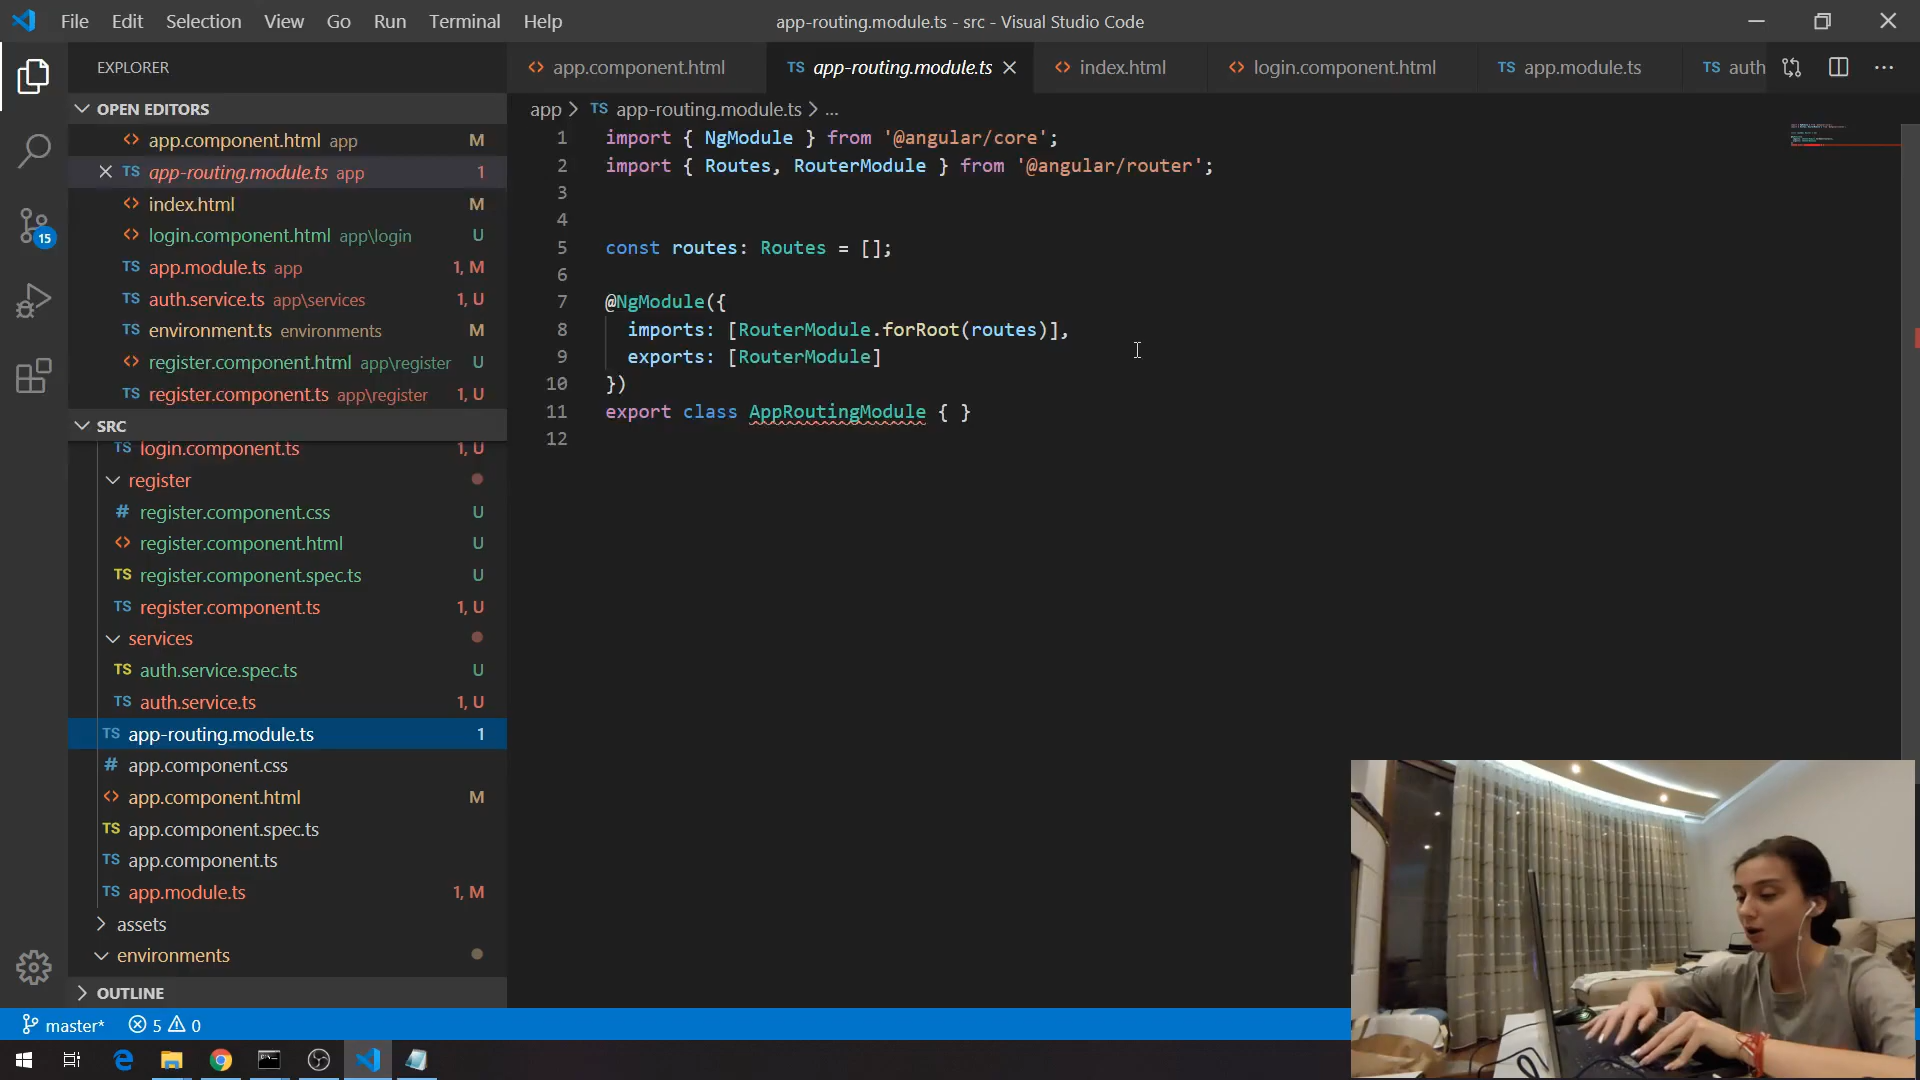 File Edit Selection View Go Run Terminal Help
app-routing.module.ts - src - Visual Studio Code
EXPLORER
OPEN EDITORS
app.component.html app M
TS app-routing.module.ts app 1
index.html M
login.component.html app\login U
TS app.module.ts app 1, M
TS auth.service.ts app\services 1, U
TS environment.ts environments M
register.component.html app\register U
TS register.component.ts app\register 1, U
SRC
TS login.component.ts 1, U
register
# register.component.css U
register.component.html U
TS register.component.spec.ts U
TS register.component.ts 1, U
services
TS auth.service.spec.ts U
TS auth.service.ts 1, U
TS app-routing.module.ts 1
# app.component.css
app.component.html M
TS app.component.spec.ts
TS app.component.ts
TS app.module.ts 1, M
assets
environments
OUTLINE
15
app.component.html TS app-routing.module.ts index.html login.component.html TS app.module.ts TS auth
app > TS app-routing.module.ts > ...
1 import { NgModule } from '@angular/core';
2 import { Routes, RouterModule } from '@angular/router';
3
4
5 const routes: Routes = [];
6
7 @NgModule({
8 imports: [RouterModule.forRoot(routes)],
9 exports: [RouterModule]
10 })
11 export class AppRoutingModule { }
12
master* 5 0